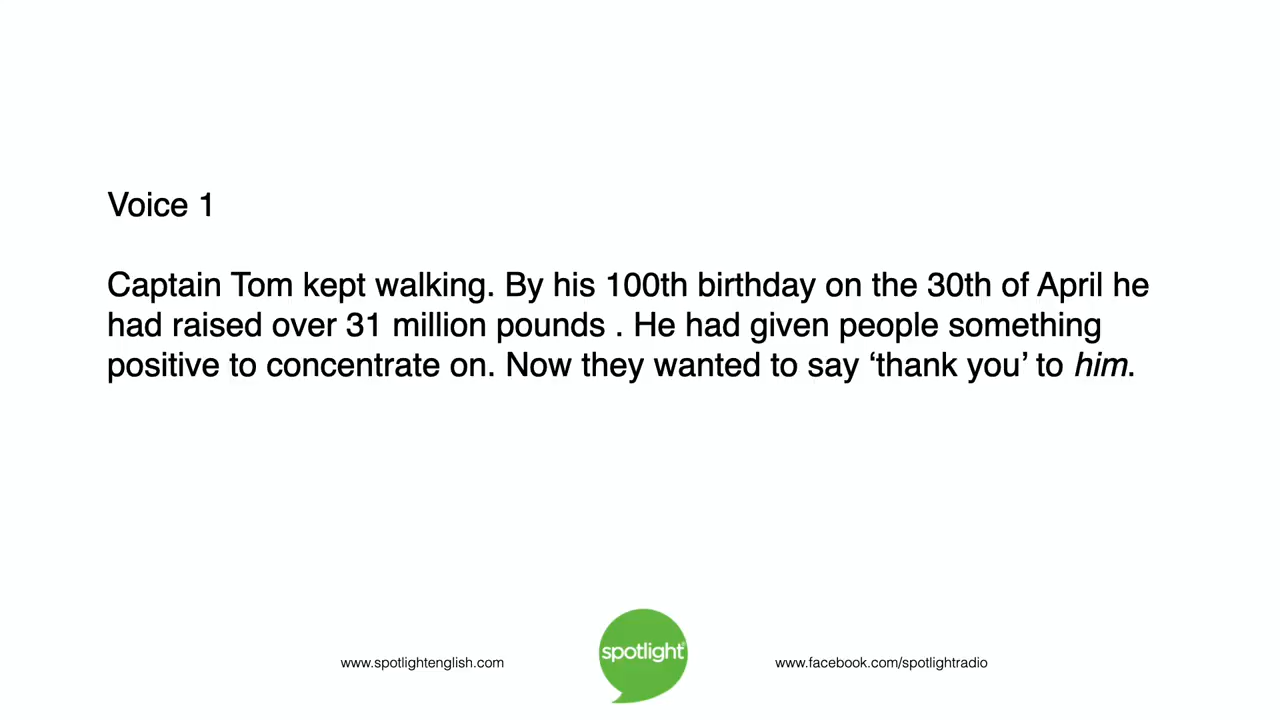 Voice 1
Captain Tom kept walking. By his 100th birthday on the 30th of April he
had raised over 31 million pounds . He had given people something
positive to concentrate on. Now they wanted to say ‘thank you’ to him.
spotlight
www.spotlightenglish.com
www.facebook.com/spotlightradio